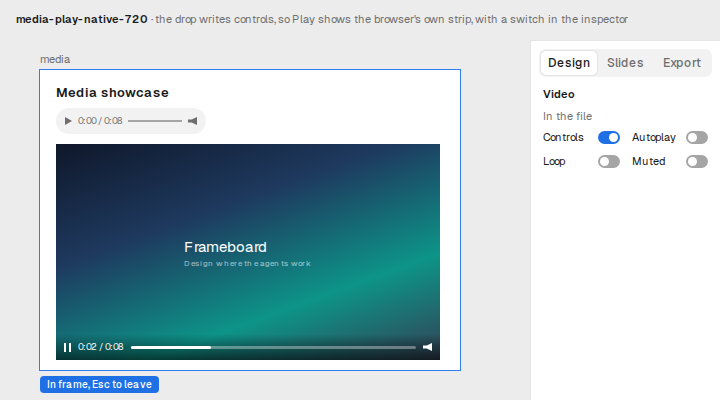 media-play-native-720 · the drop writes controls, so Play shows the browser's own strip, with a switch in the inspector
media
Media showcase
0:00 / 0:08
Frameboard
Design where the agents work
0:02 / 0:08
In frame, Esc to leave
Design Slides Export
Video
In the file
Controls Autoplay
Loop Muted